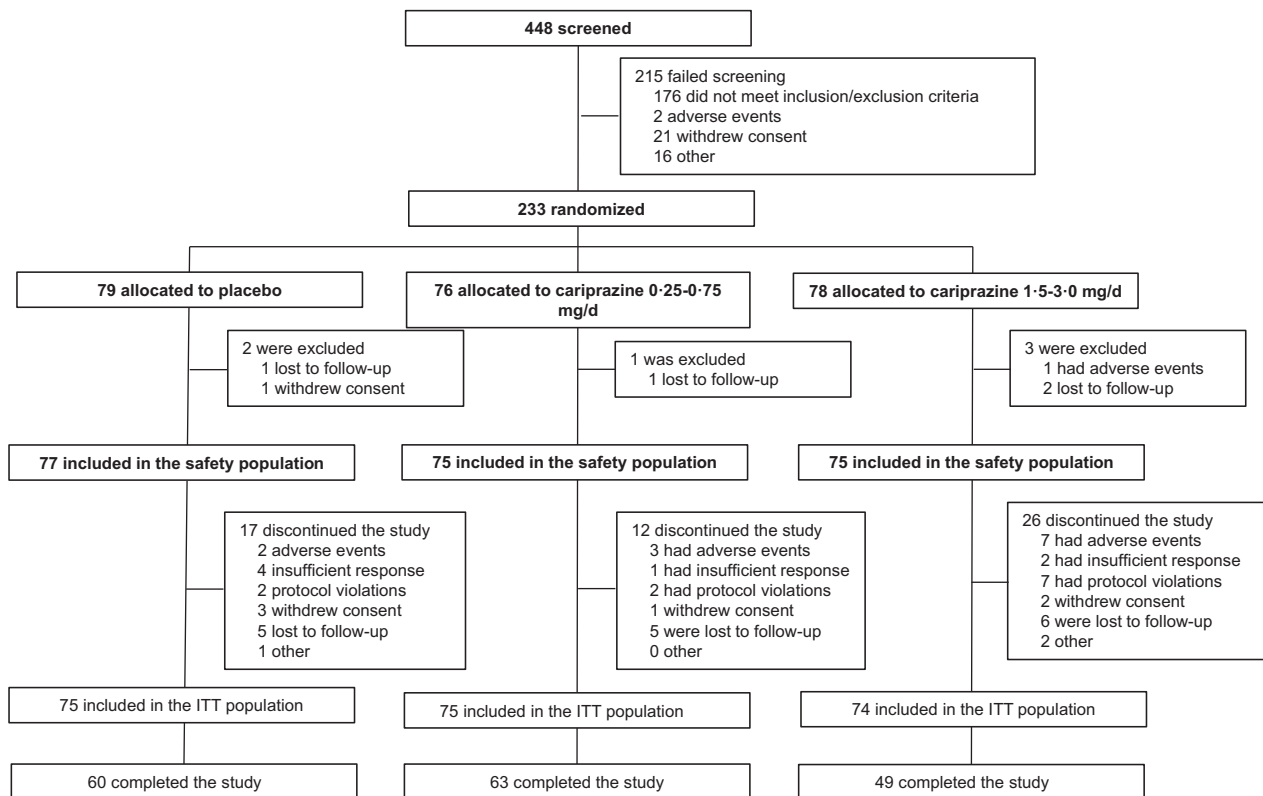 448 screened
215 failed screening
176 did not meet inclusion/exclusion criteria
2 adverse events
21 withdrew consent
16 other
233 randomized
79 allocated to placebo
76 allocated to cariprazine 0·25-0·75
mg/d
78 allocated to cariprazine 1·5-3·0 mg/d
2 were excluded
1 lost to follow-up
1 withdrew consent
1 was excluded
1 lost to follow-up
3 were excluded
1 had adverse events
2 lost to follow-up
77 included in the safety population
75 included in the safety population
75 included in the safety population
17 discontinued the study
2 adverse events
4 insufficient response
2 protocol violations
3 withdrew consent
5 lost to follow-up
1 other
12 discontinued the study
3 had adverse events
1 had insufficient response
2 had protocol violations
1 withdrew consent
5 were lost to follow-up
0 other
26 discontinued the study
7 had adverse events
2 had insufficient response
7 had protocol violations
2 withdrew consent
6 were lost to follow-up
2 other
75 included in the ITT population
75 included in the ITT population
74 included in the ITT population
60 completed the study
63 completed the study
49 completed the study